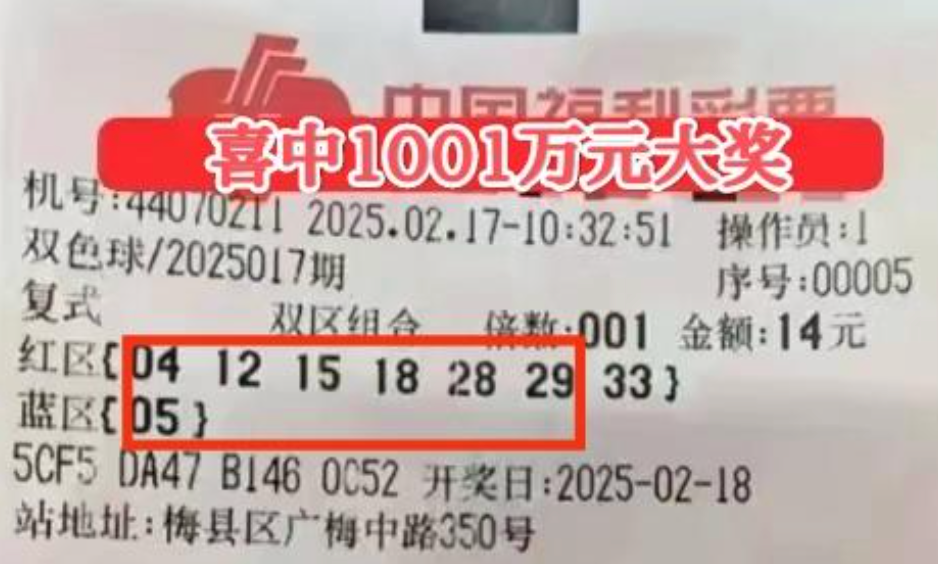 中国福利彩票
喜中1001万元大奖
机号:44070211 2025.02.17-10:32:51 操作员:1
双色球/2025017期 序号:00005
复式 双区组合 倍数:001 金额:14元
红区{04 12 15 18 28 29 33}
蓝区{05}
5CF5 DA47 B146 0C52 开奖日:2025-02-18
站地址:梅县区广梅中路350号